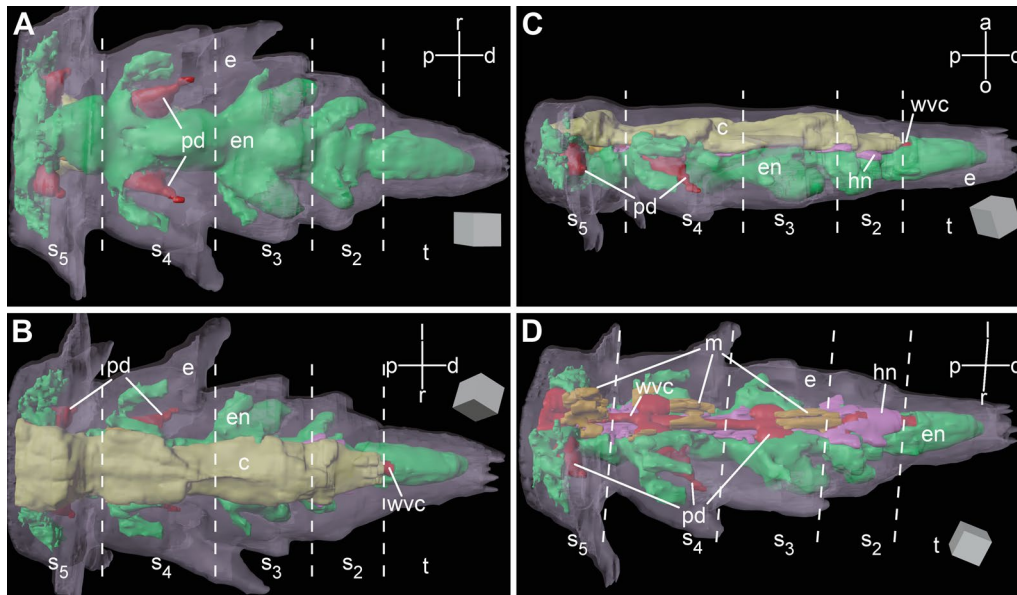 A
r
p d
l
e
pd
en
s5 s4 s3 s2 t
C
a
p d
o
wvc
c
en
hn
pd
e
s5 s4 s3 s2 t
B
l
p d
r
pd
e
en
c
wvc
s5 s4 s3 s2 t
D
l
p d
r
m
wvc
e
hn
en
pd
s5 s4 s3 s2 t